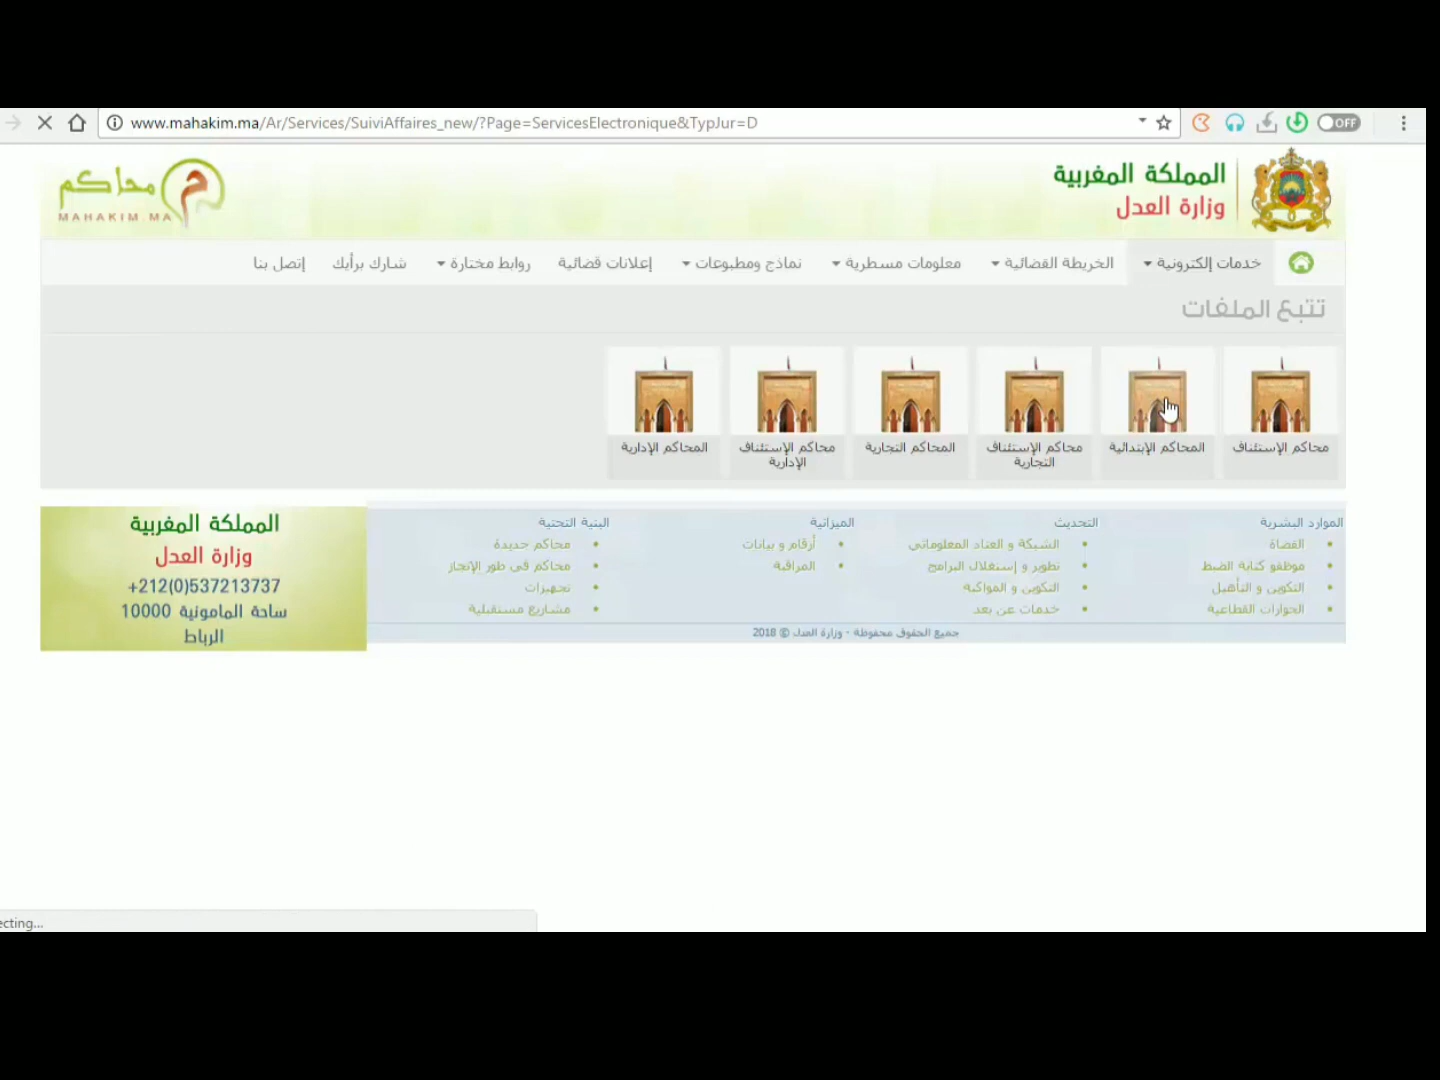 www.mahakim.ma/Ar/Services/SuiviAffaires_new/?Page=ServicesElectronique&TypJur=D
OFF
المملكة المغربية
وزارة العدل
محاكم
MAHAKIM.MA
خدمات إلكترونية
الخريطة القضائية
معلومات مسطرية
نماذج ومطبوعات
إعلانات قضائية
روابط مختارة
شارك برأيك
إتصل بنا
تتبع الملفات
محاكم الإستئناف
المحاكم الإبتدائية
محاكم الإستئناف
التجارية
المحاكم التجارية
محاكم الإستئناف
الإدارية
المحاكم الإدارية
الموارد البشرية
القضاة
موظفو كتابة الضبط
التكوين و التأهيل
الحوارات القطاعية
التحديث
الشبكة و العتاد المعلوماتي
تطوير و إستغلال البرامج
التكوين و المواكبة
خدمات عن بعد
الميزانية
أرقام و بيانات
المراقبة
البنية التحتية
محاكم جديدة
محاكم في طور الإنجاز
تجهيزات
مشاريع مستقبلية
جميع الحقوق محفوظة - وزارة العدل © 2018
المملكة المغربية
وزارة العدل
+212(0)537213737
ساحة المامونية 10000
الرباط
ecting...